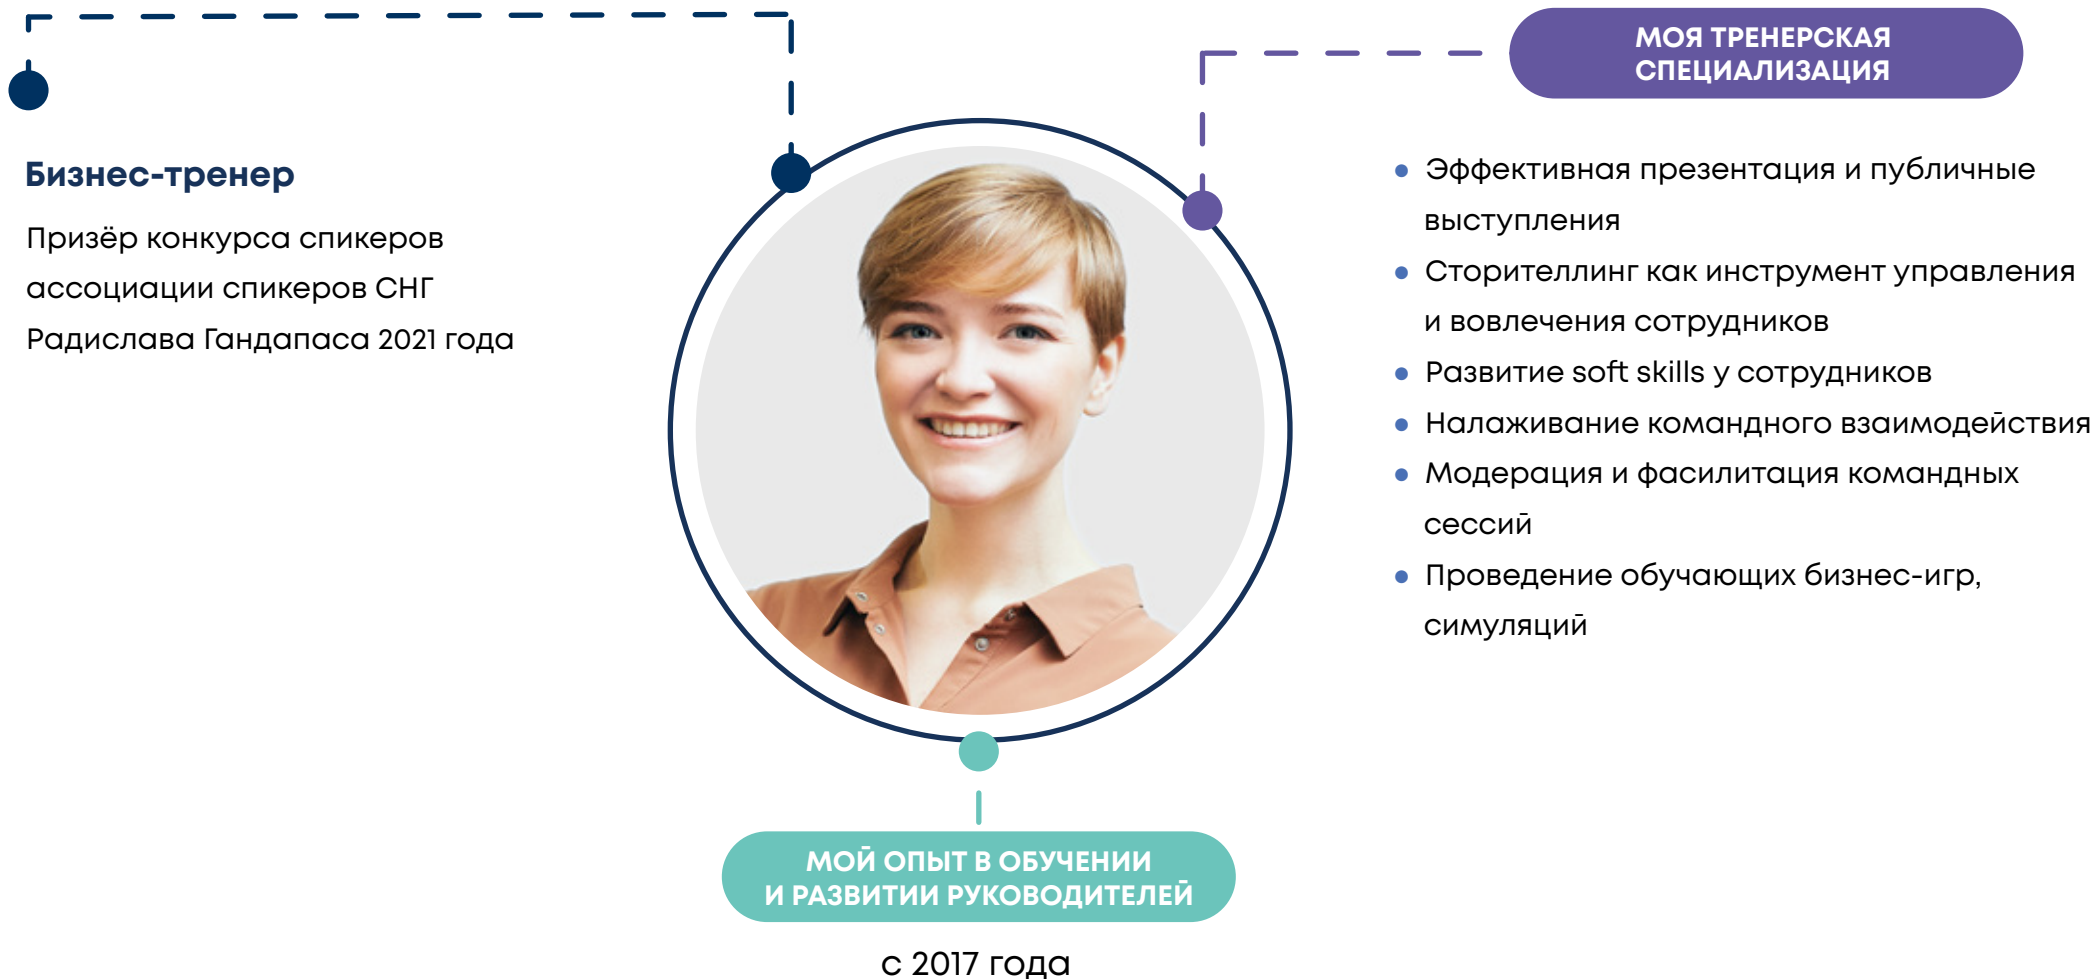 Бизнес-тренер
Призёр конкурса спикеров
ассоциации спикеров СНГ
Радислава Гандапаса 2021 года
МОЯ ТРЕНЕРСКАЯ
СПЕЦИАЛИЗАЦИЯ
• Эффективная презентация и публичные
выступления
• Сторителлинг как инструмент управления
и вовлечения сотрудников
• Развитие soft skills у сотрудников
• Налаживание командного взаимодействия
• Модерация и фасилитация командных
сессий
• Проведение обучающих бизнес-игр,
симуляций
МОЙ ОПЫТ В ОБУЧЕНИИ
И РАЗВИТИИ РУКОВОДИТЕЛЕЙ
с 2017 года